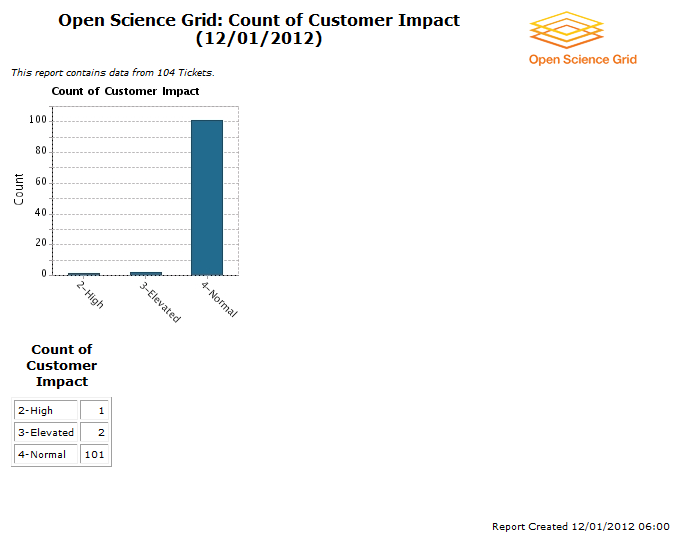 Open Science Grid: Count of Customer Impact
(12/01/2012)
Open Science Grid
This report contains data from 104 Tickets.
Count of Customer Impact
100
80
60
40
20
0
Count
2-High
3-Elevated
4-Normal
Count of
Customer
Impact
2-High 1
3-Elevated 2
4-Normal 101
Report Created 12/01/2012 06:00